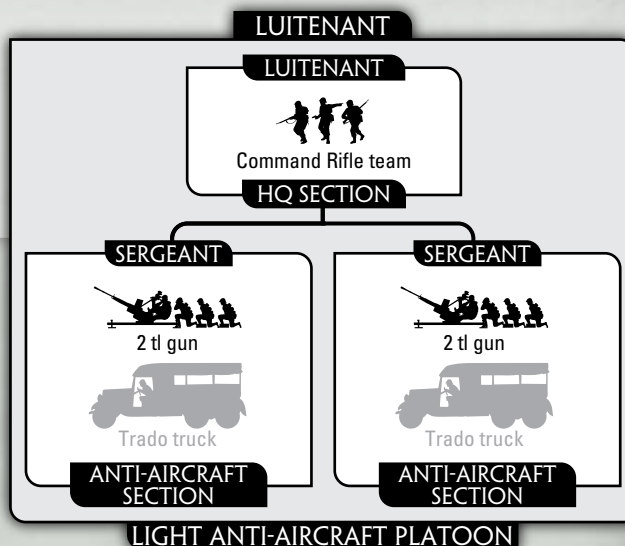 LUITENANT
LUITENANT
Command Rifle team
HQ SECTION
SERGEANT
2 tl gun
Trado truck
ANTI-AIRCRAFT
SECTION
SERGEANT
2 tl gun
Trado truck
ANTI-AIRCRAFT
SECTION
LIGHT ANTI-AIRCRAFT PLATOON